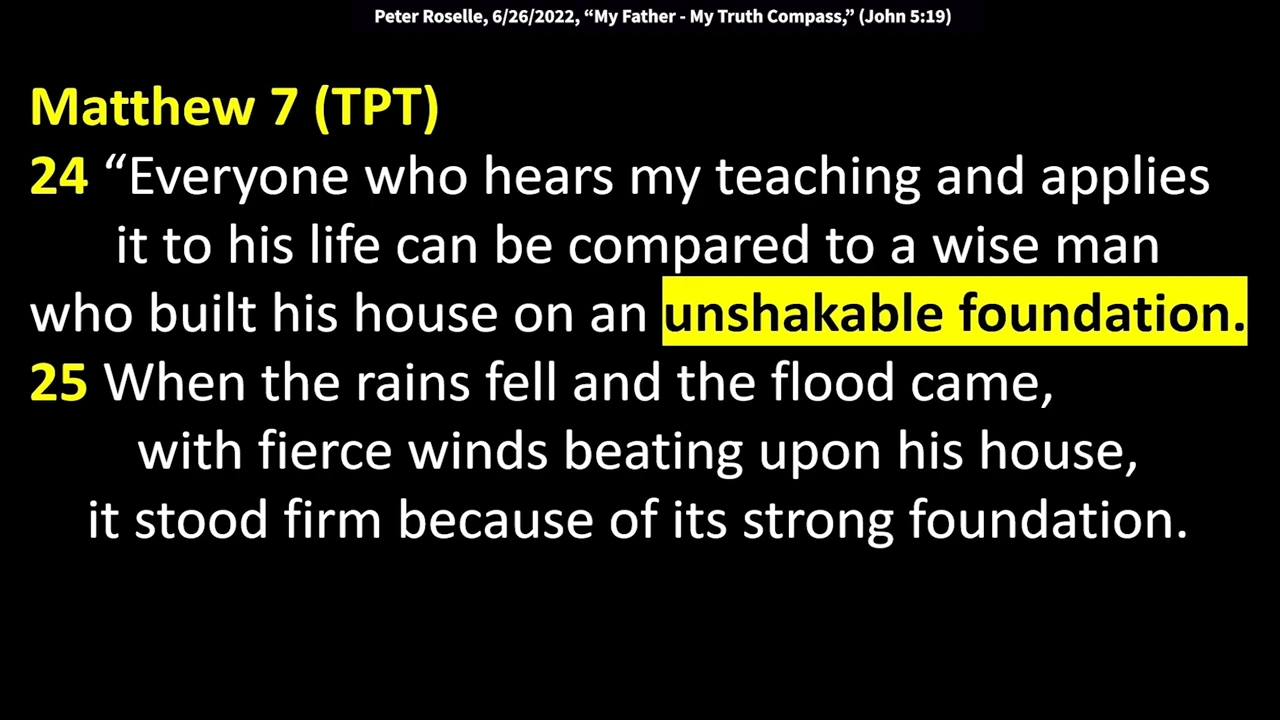 Peter Roselle, 6/26/2022, “My Father - My Truth Compass,” (John 5:19)
Matthew 7 (TPT)
24 “Everyone who hears my teaching and applies
it to his life can be compared to a wise man
who built his house on an unshakable foundation.
25 When the rains fell and the flood came,
with fierce winds beating upon his house,
it stood firm because of its strong foundation.